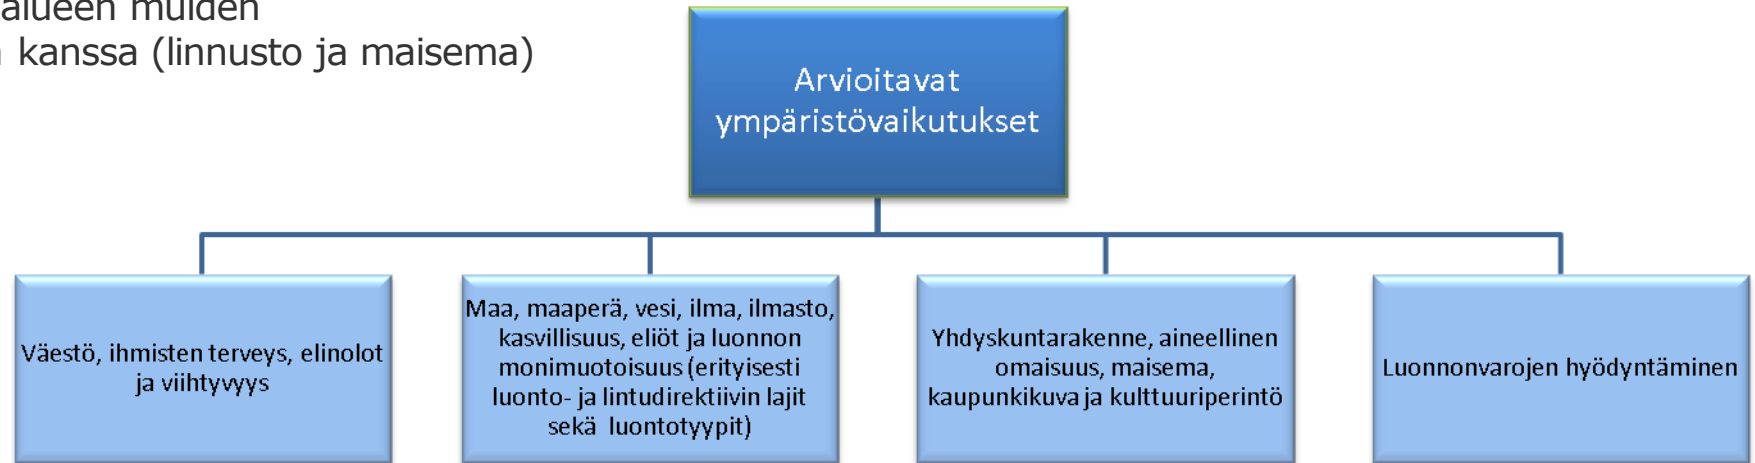 alueen muiden
kanssa (linnusto ja maisema)
Arvioitavat
ympäristövaikutukset
Väestö, ihmisten terveys, elinolot
ja viihtyvyys
Maa, maaperä, vesi, ilma, ilmasto,
kasvillisuus, eliöt ja luonnon
monimuotoisuus (erityisesti
luonto- ja lintudirektiivin lajit
sekä luontotyypit)
Yhdyskuntarakenne, aineellinen
omaisuus, maisema,
kaupunkikuva ja kulttuuriperintö
Luonnonvarojen hyödyntäminen